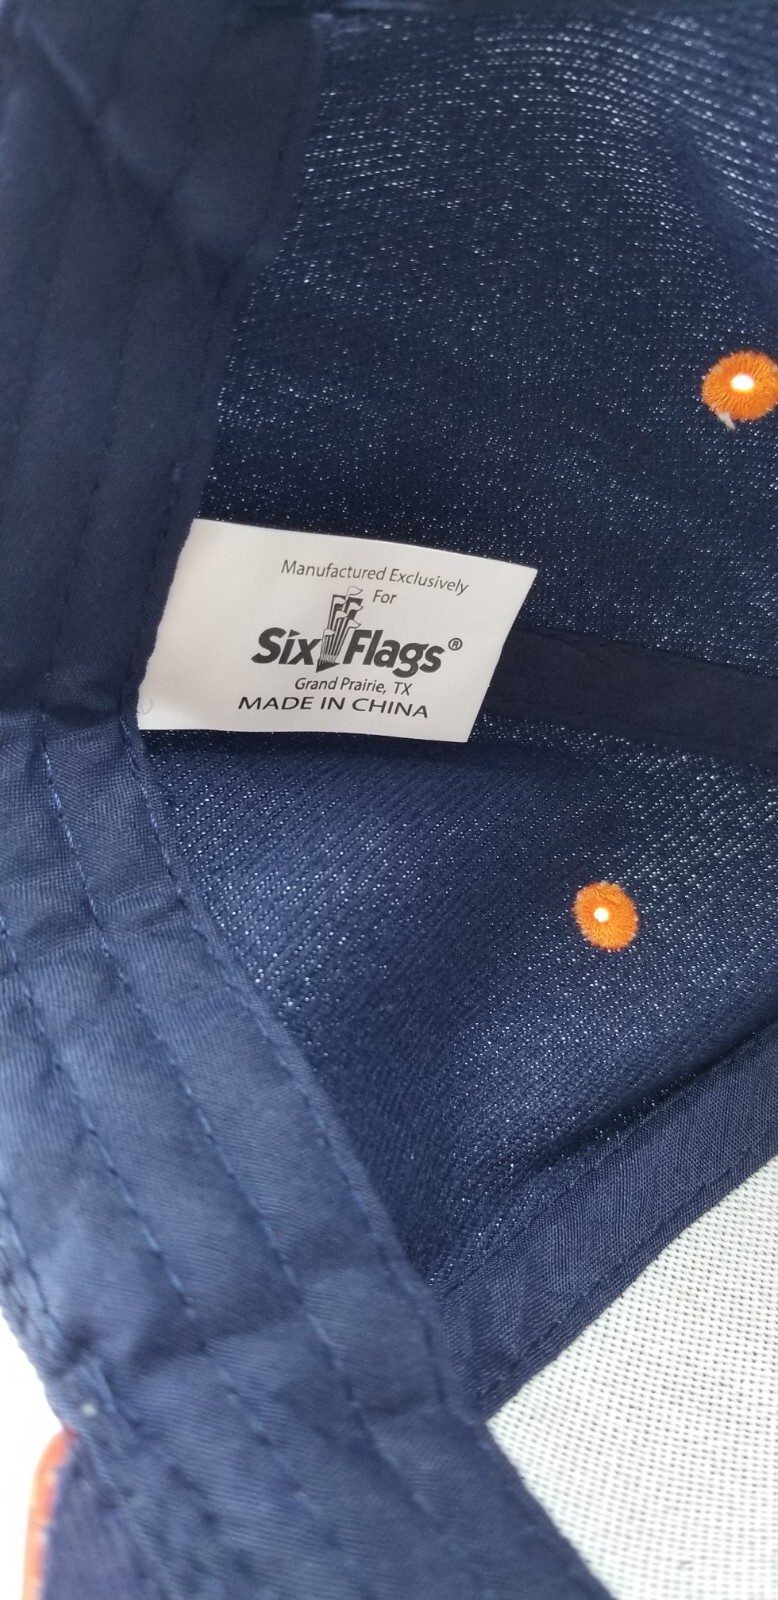 Manufactured Exclusively
For
Six Flags®
Grand Prairie, TX
MADE IN CHINA